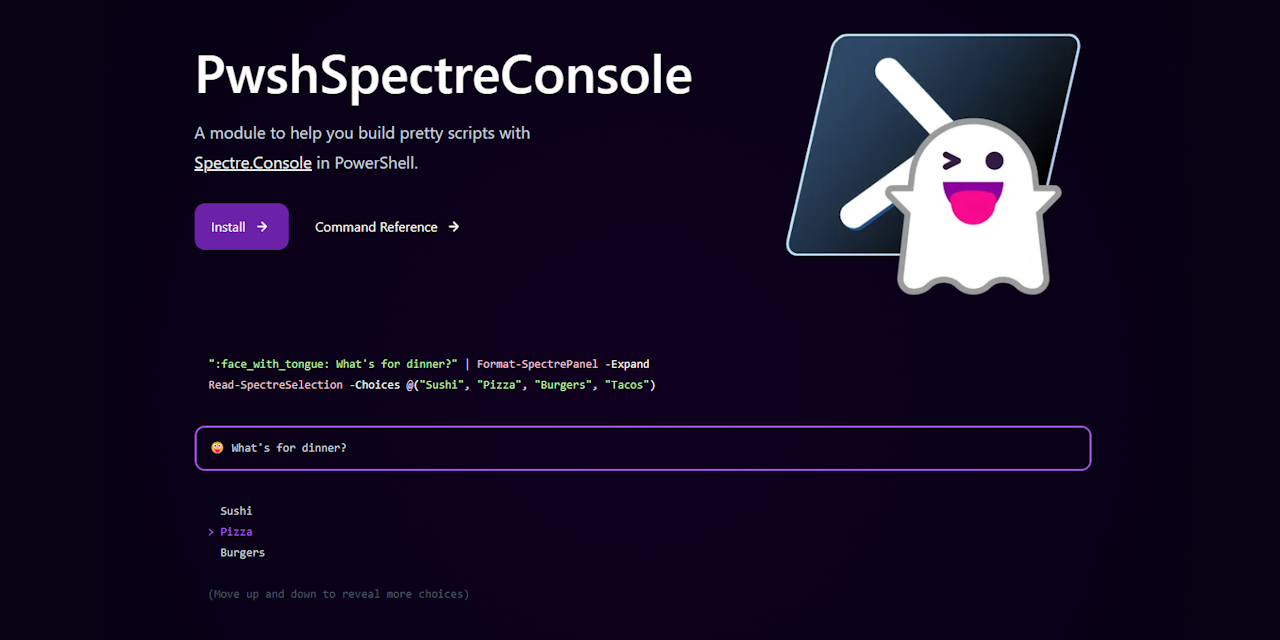 PwshSpectreConsole
A module to help you build pretty scripts with
Spectre.Console in PowerShell.
Install →
Command Reference →
":face_with_tongue: What's for dinner?" | Format-SpectrePanel -Expand
Read-SpectreSelection -Choices @("Sushi", "Pizza", "Burgers", "Tacos")
What's for dinner?
Sushi
> Pizza
Burgers
(Move up and down to reveal more choices)